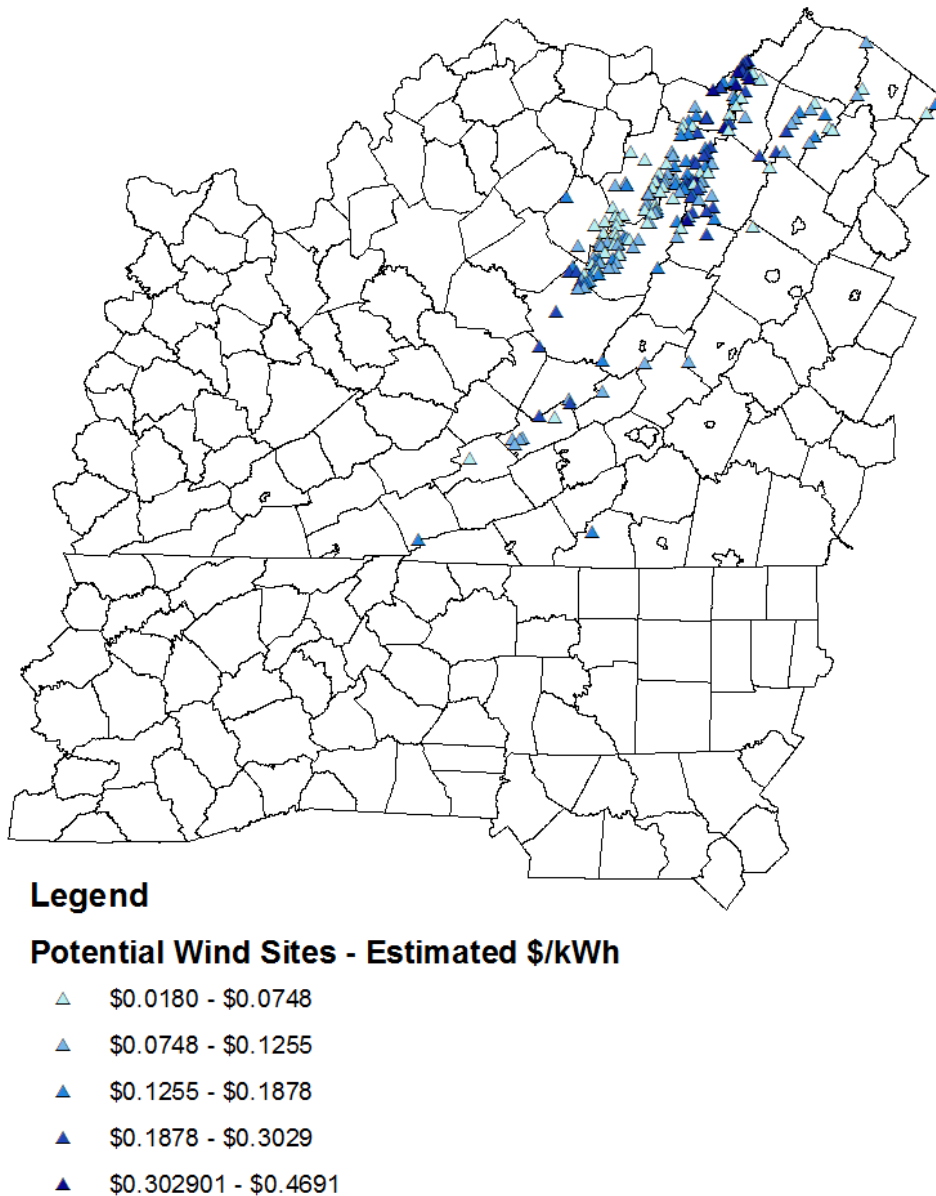 Legend
Potential Wind Sites - Estimated $/kWh
$0.0180 - $0.0748
$0.0748 - $0.1255
$0.1255 - $0.1878
$0.1878 - $0.3029
$0.302901 - $0.4691